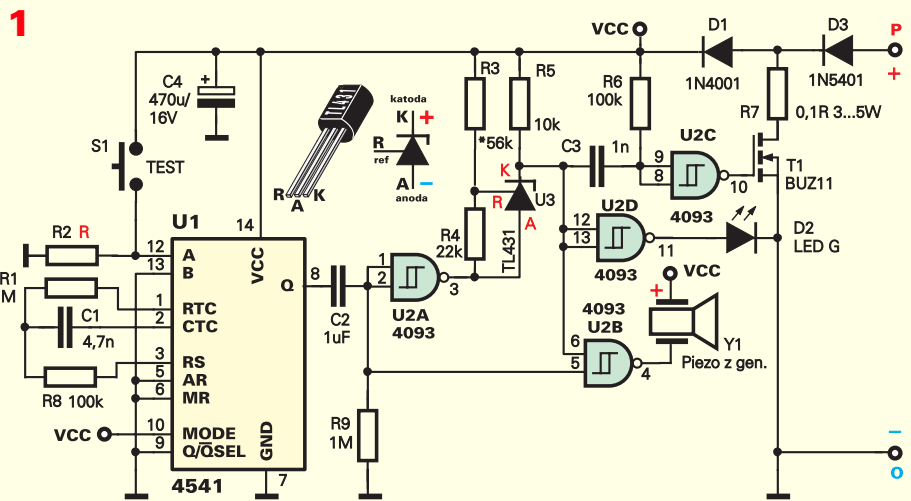 1
VCC
D1
D3
P
+
1N4001
1N5401
C4
470u/
16V
+
TL431
katoda
K +
R
ref
A −
anoda
R A K
R3
*56k
R5
10k
R6
100k
R7
0,1R 3...5W
C3
1n
U2C
9
8
10
4093
T1
BUZ11
S1
TEST
K
R
U3
A
TL431
R4
22k
U2D
12
13
11
4093
D2
LED G
R2 R
R1
M
C1
4,7n
R8 100k
VCC
U1
14
VCC
12 A
13 B
1 RTC
2 CTC
3 RS
5 AR
6 MR
10 MODE
9 Q/QSEL
Q 8
GND
7
4541
C2
1uF
1
2
3
U2A
4093
R9
1M
4093
U2B
6
5
4
VCC
+
Y1
Piezo z gen.
−
O